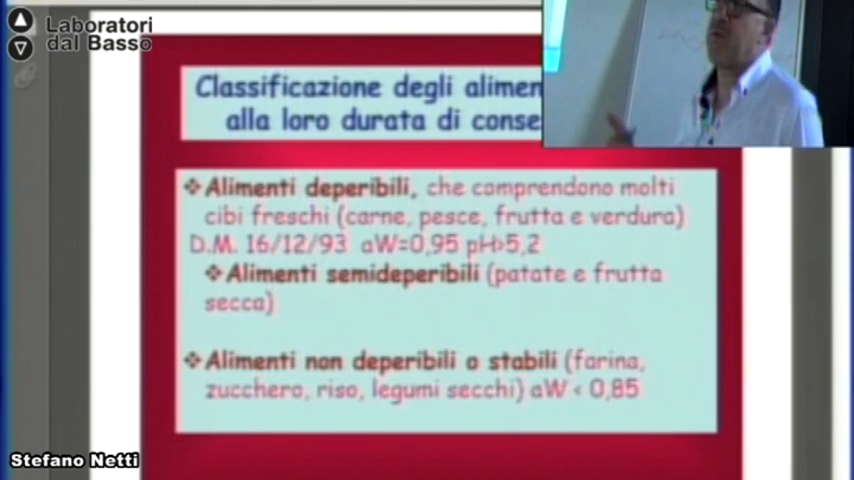 Laboratori
dal Basso
Classificazione degli alimen
alla loro durata di conse
❖Alimenti deperibili, che comprendono molti
cibi freschi (carne, pesce, frutta e verdura)
D.M. 16/12/93 aW=0,95 pH>5,2
❖Alimenti semideperibili (patate e frutta
secca)
❖Alimenti non deperibili o stabili (farina,
zucchero, riso, legumi secchi) aW < 0,85
Stefano Netti